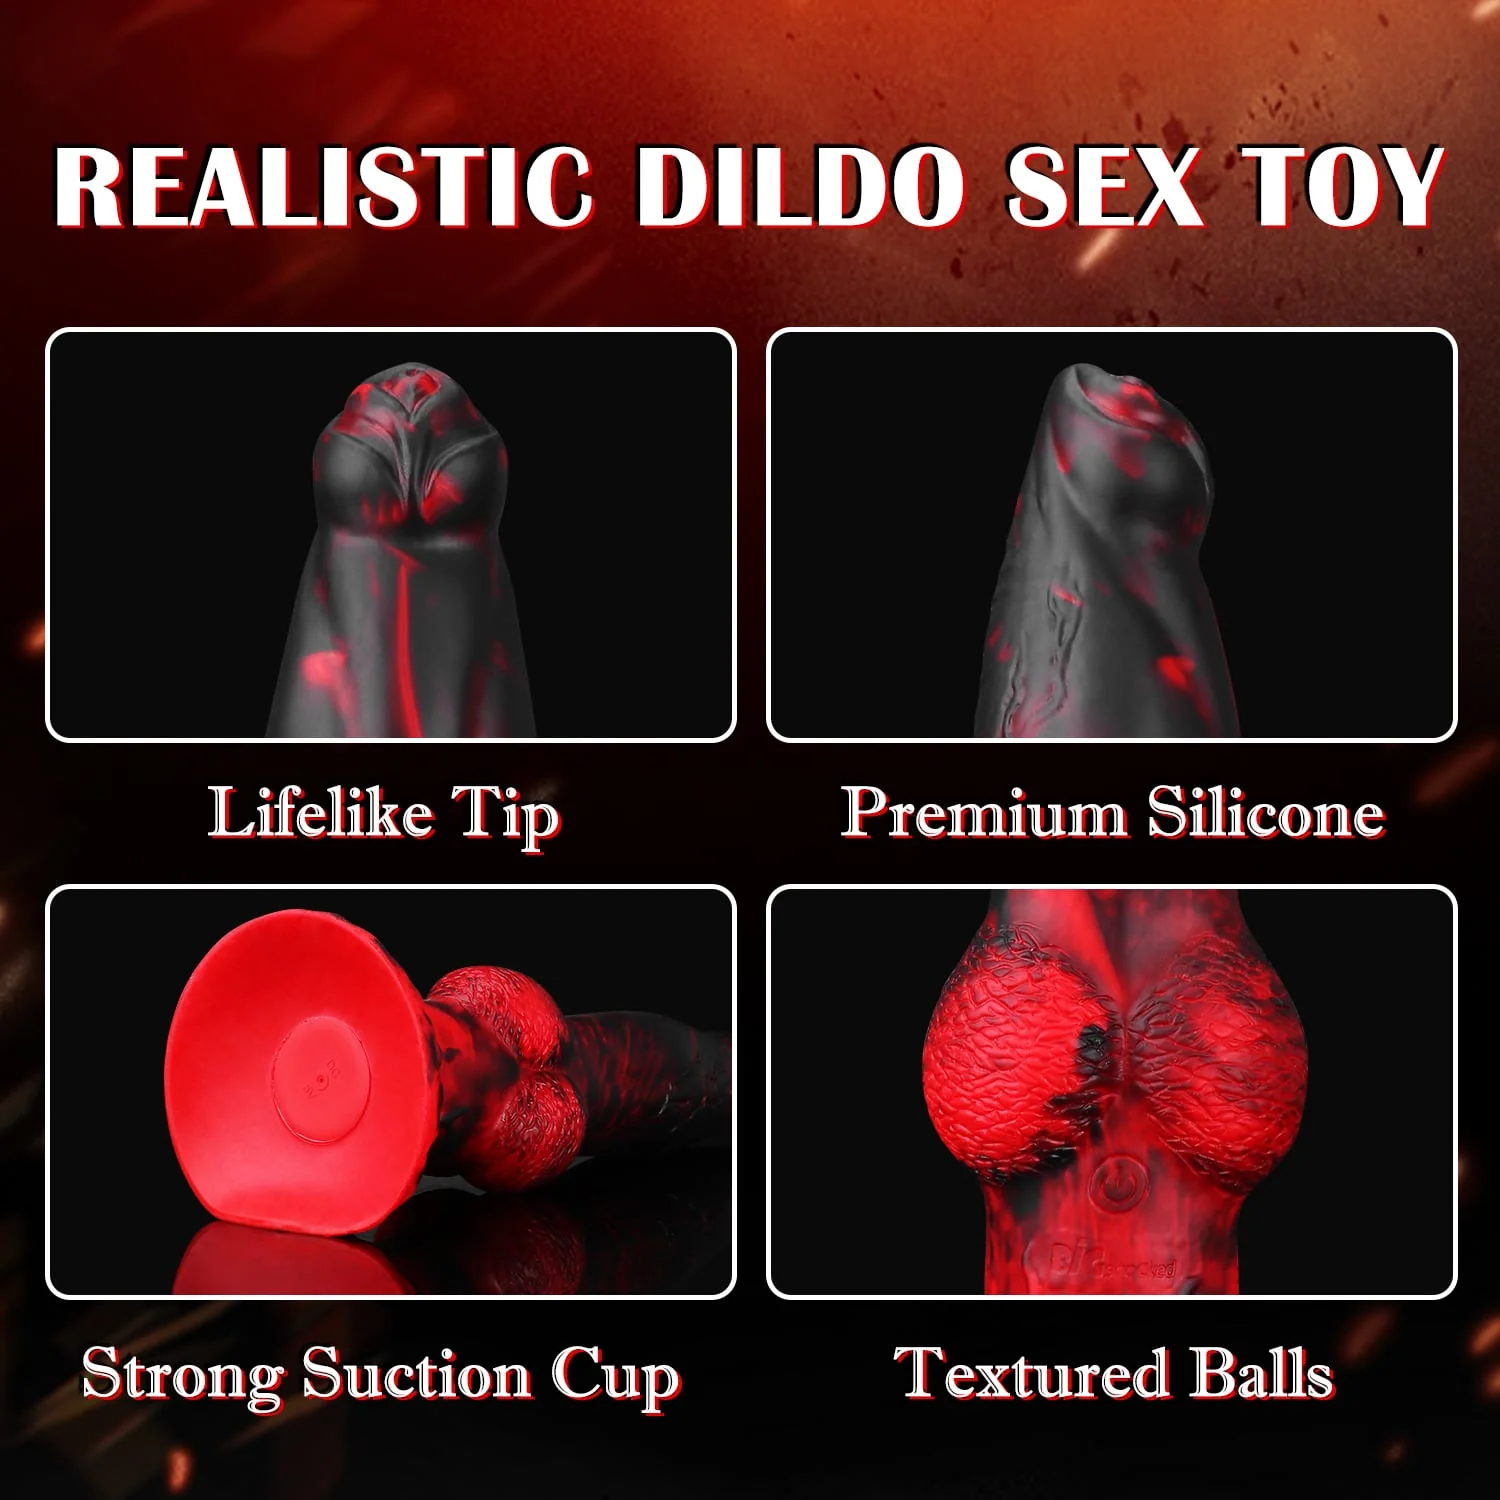 REALISTIC DILDO SEX TOY
Lifelike Tip
Premium Silicone
Strong Suction Cup
Textured Balls